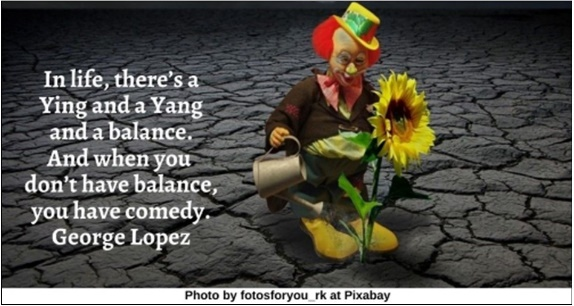 In life, there's a
Ying and a Yang
and a balance.
And when you
don't have balance,
you have comedy.
George Lopez
Photo by fotosforyou_rk at Pixabay